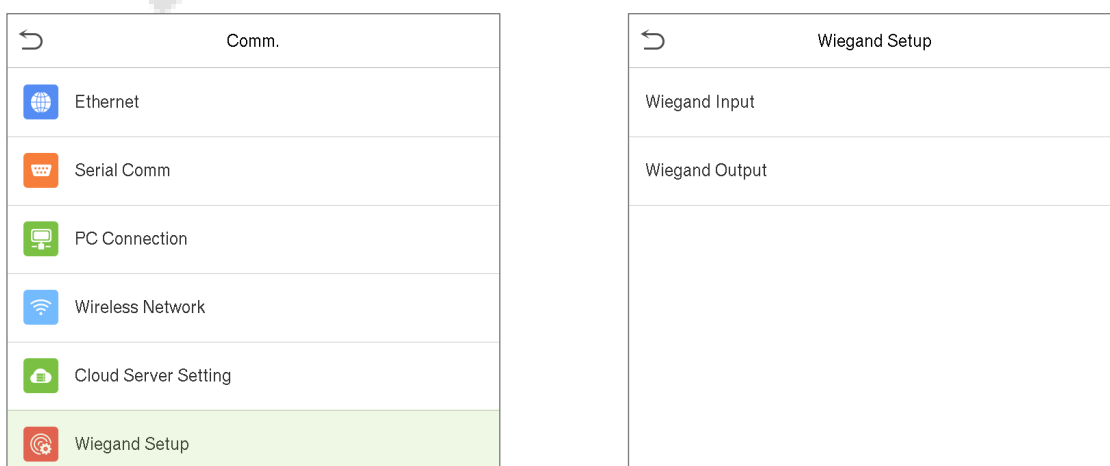 Comm.
Ethernet
Serial Comm
PC Connection
Wireless Network
Cloud Server Setting
Wiegand Setup
Wiegand Setup
Wiegand Input
Wiegand Output